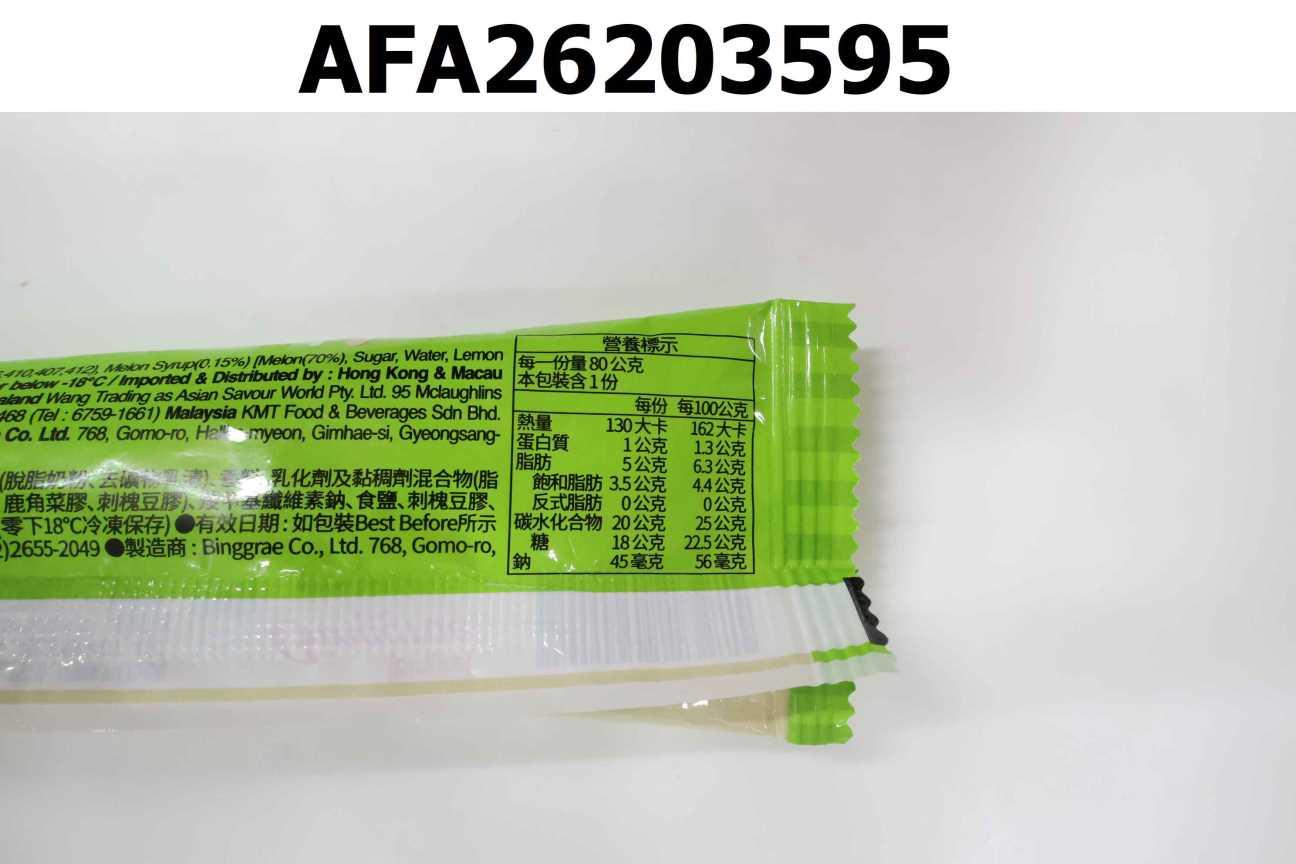 AFA26203595
410,407,412), Melon Syrup(0.15%) [Melon(70%), Sugar, Water, Lemon
r below -18°C / Imported & Distributed by : Hong Kong & Macau
aland Wang Trading as Asian Savour World Pty. Ltd. 95 Mclaughlins
468 (Tel : 6759-1661) Malaysia KMT Food & Beverages Sdn Bhd.
Co. Ltd. 768, Gomo-ro, myeon, Gimhae-si, Gyeongsang-
(脫脂奶粉、去礦物乳清)、香料、乳化劑及黏稠劑混合物(脂
鹿角菜膠、刺槐豆膠)、甲基纖維素鈉、食鹽、刺槐豆膠、
零下18°C冷凍保存) ●有效日期 : 如包裝Best Before所示
2)2655-2049 ●製造商 : Binggrae Co., Ltd. 768, Gomo-ro,
營養標示
每一份量 80 公克
本包裝含 1 份
每份 每100公克
熱量 130 大卡 162 大卡
蛋白質 1 公克 1.3 公克
脂肪 5 公克 6.3 公克
飽和脂肪 3.5 公克 4.4 公克
反式脂肪 0 公克 0 公克
碳水化合物 20 公克 25 公克
糖 18 公克 22.5 公克
鈉 45 毫克 56 毫克